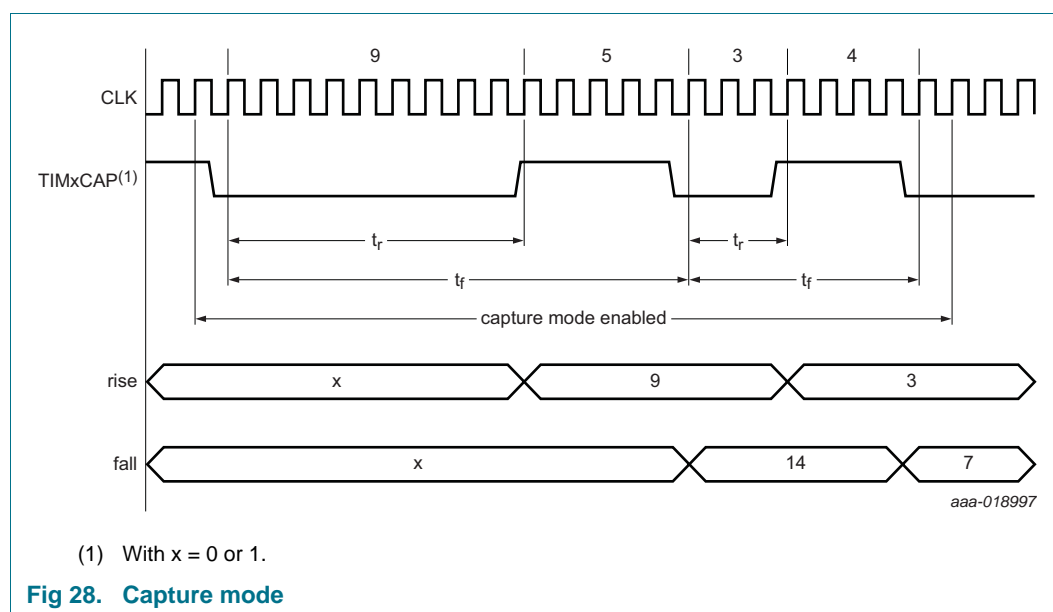 9 5 3 4
CLK
TIMxCAP(1)
tr tr
tf tf
capture mode enabled
rise x 9 3
fall x 14 7
aaa-018997
(1) With x = 0 or 1.
Fig 28. Capture mode